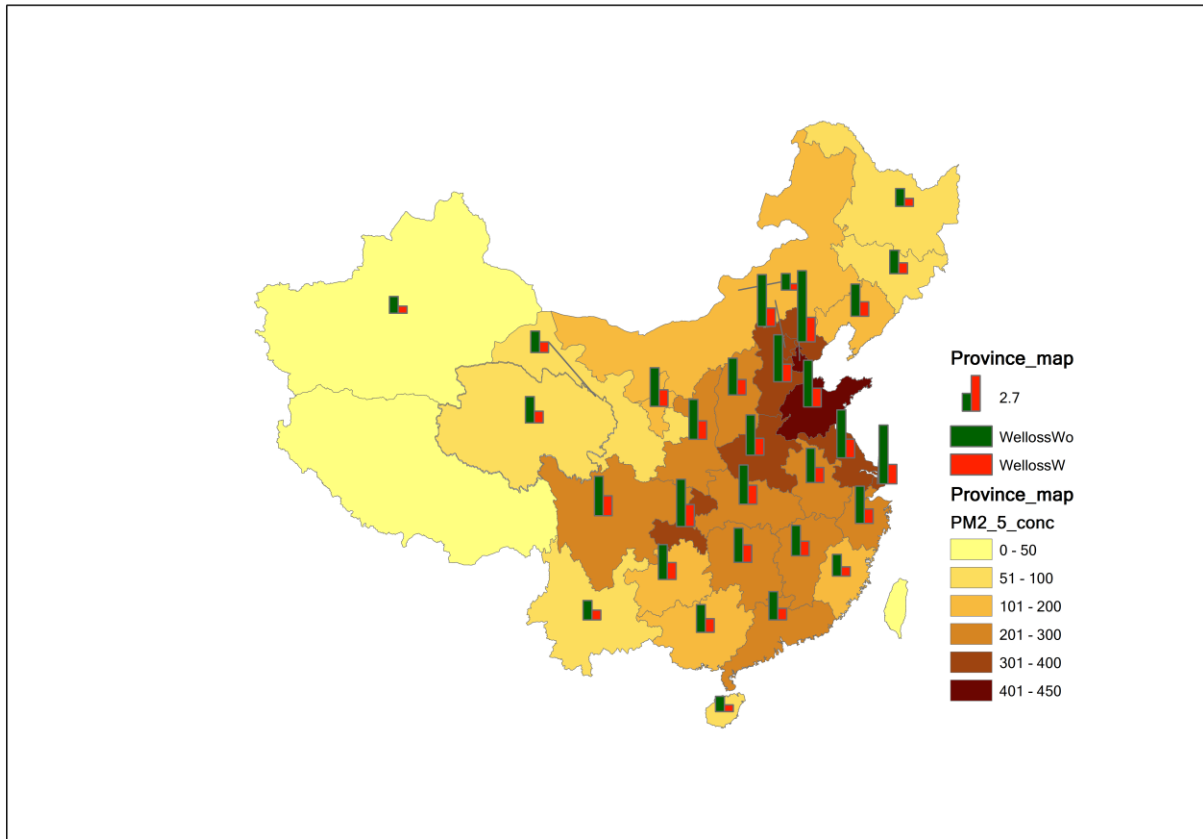 Province_map
2.7
WellossWo
WellossW
Province_map
PM2_5_conc
0 - 50
51 - 100
101 - 200
201 - 300
301 - 400
401 - 450